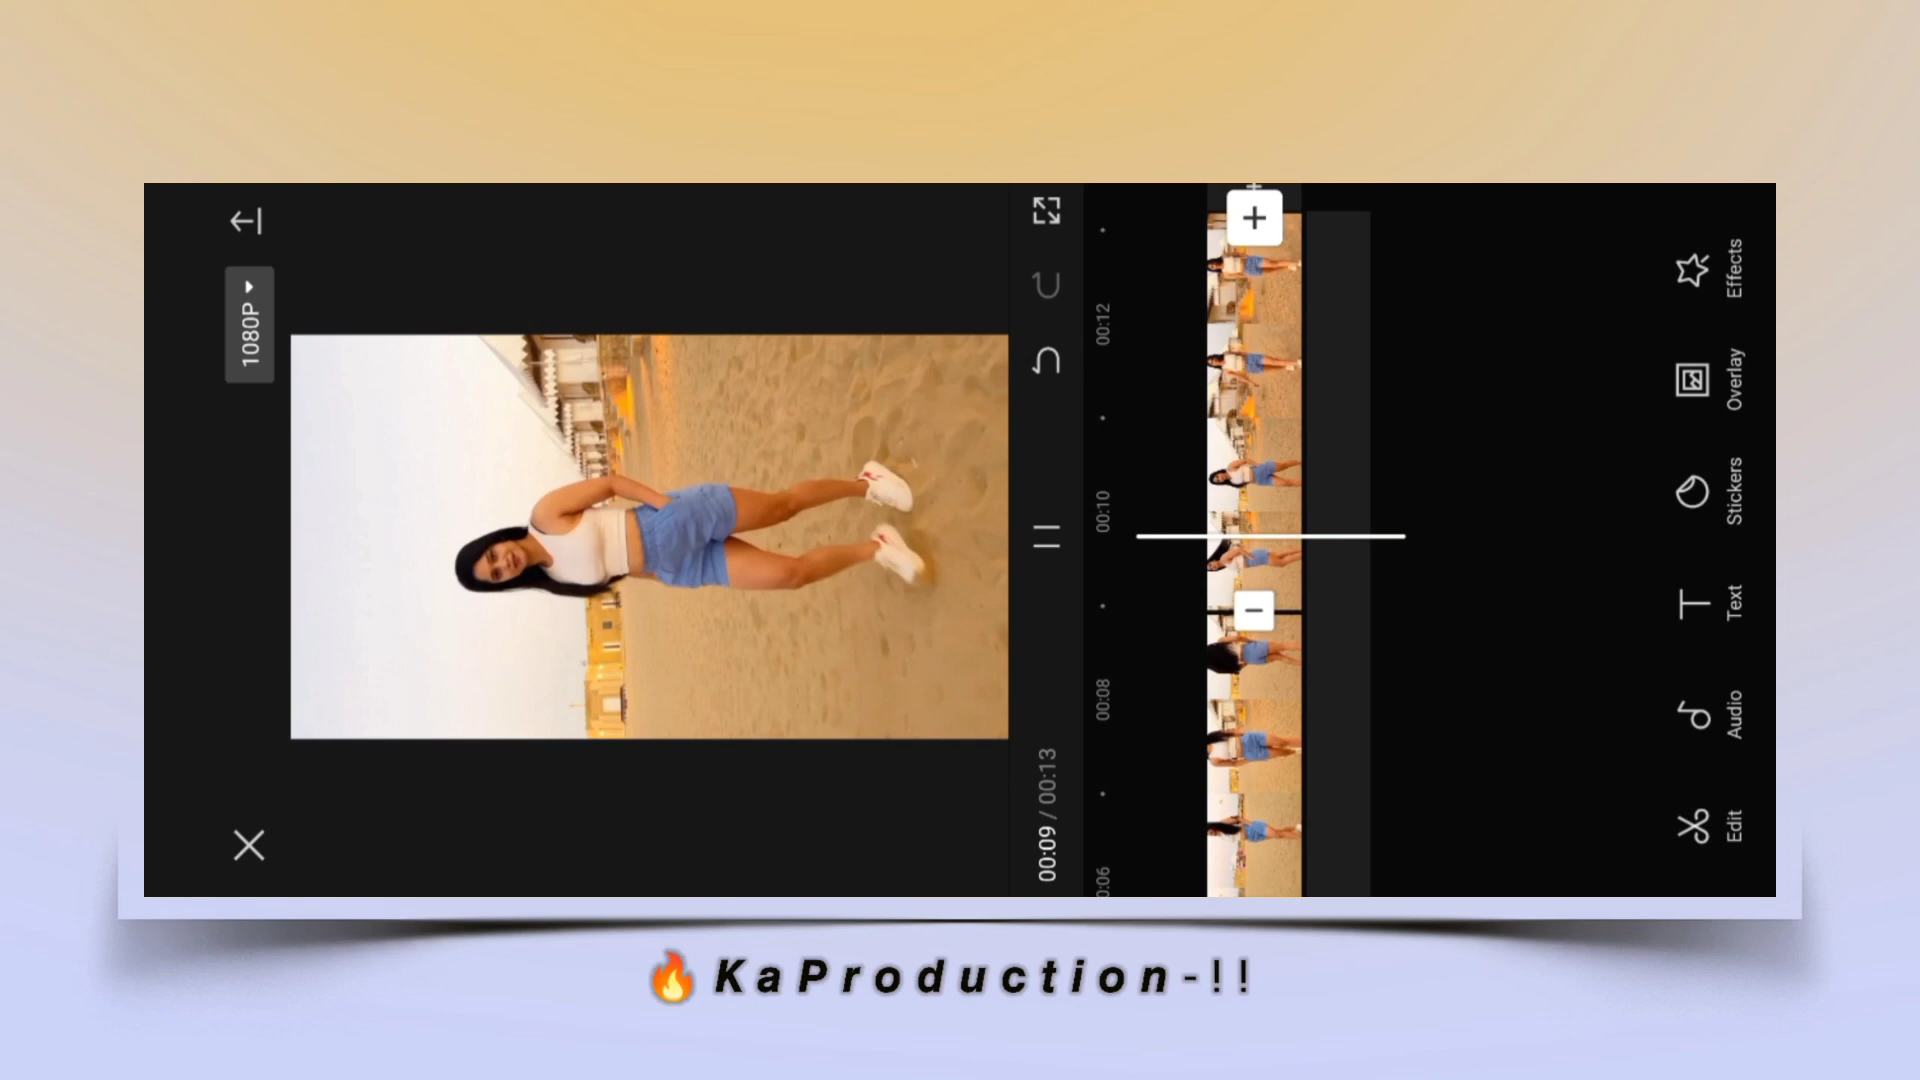 1080P
00:09 / 00:13
00:08
00:10
00:12
Edit
Audio
Text
Stickers
Overlay
Effects
🔥 KaProduction-!!